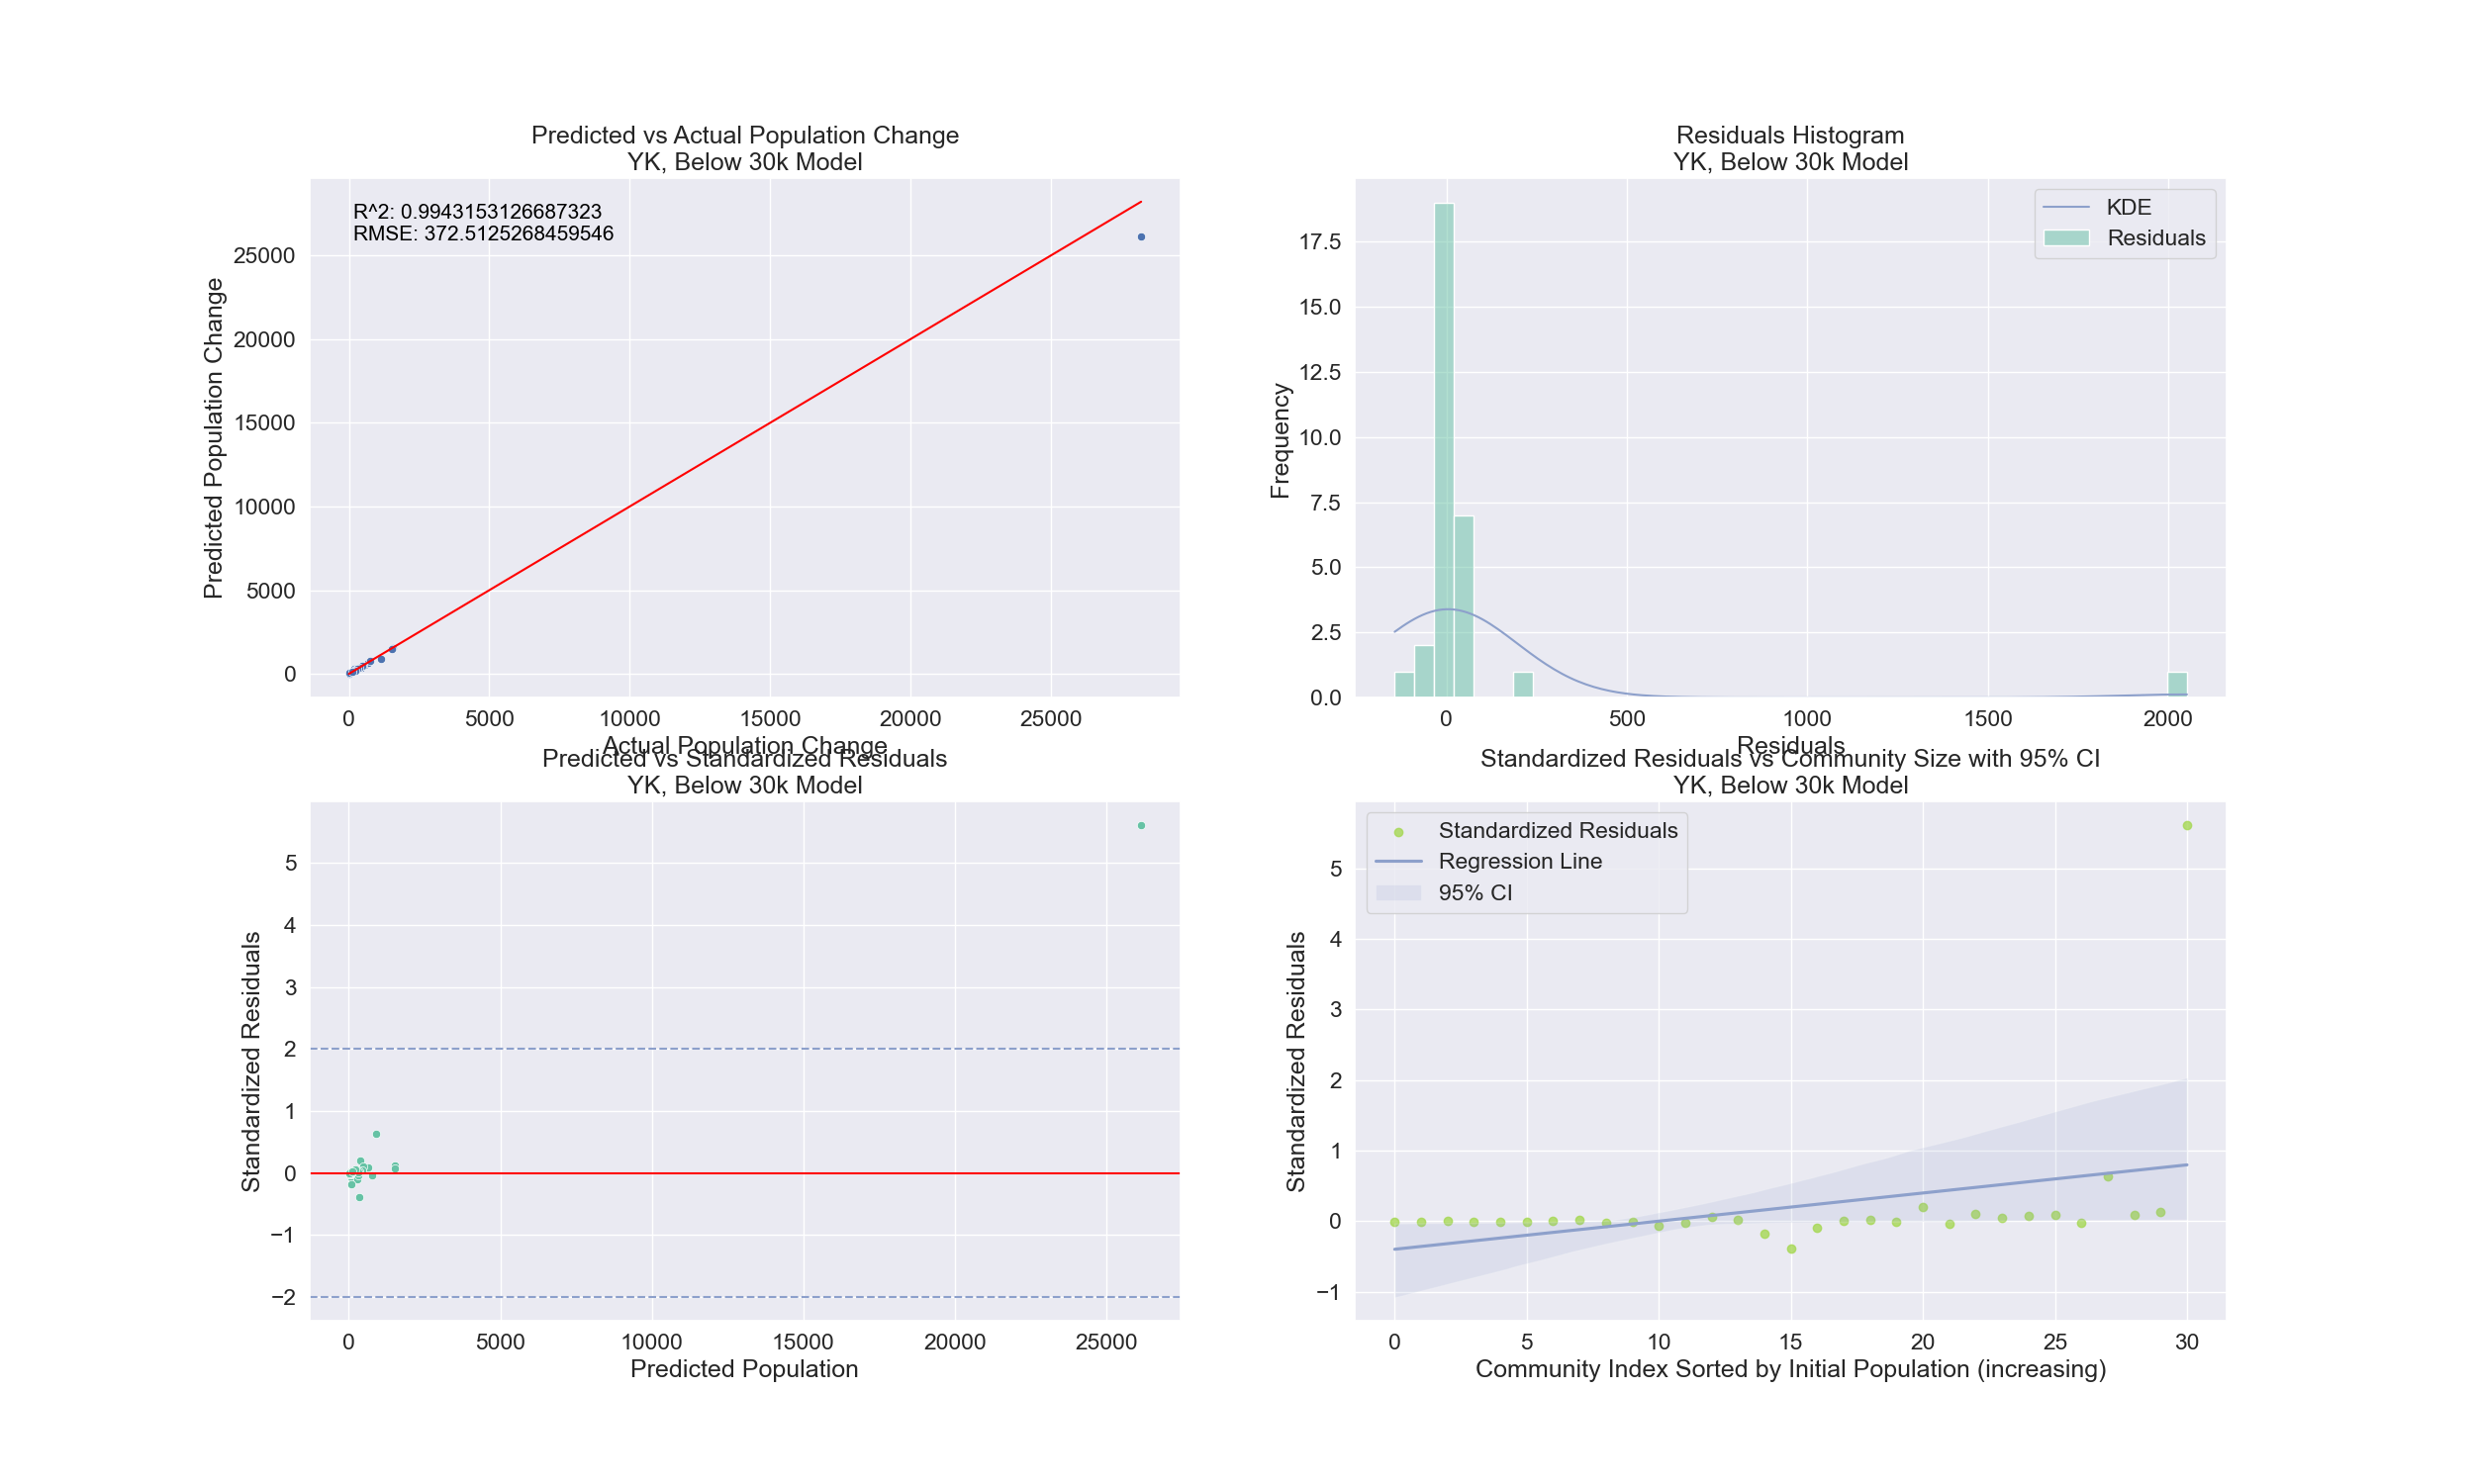 Predicted vs Actual Population Change
YK, Below 30k Model
R^2: 0.9943153126687323
RMSE: 372.5125268459546
Predicted Population Change
25000
20000
15000
10000
5000
0
0 5000 10000 15000 20000 25000
Actual Population Change
Residuals Histogram
YK, Below 30k Model
KDE
Residuals
Frequency
17.5
15.0
12.5
10.0
7.5
5.0
2.5
0.0
0 500 1000 1500 2000
Residuals
Predicted vs Standardized Residuals
YK, Below 30k Model
Standardized Residuals
5
4
3
2
1
0
−1
−2
0 5000 10000 15000 20000 25000
Predicted Population
Standardized Residuals vs Community Size with 95% CI
YK, Below 30k Model
Standardized Residuals
Regression Line
95% CI
Standardized Residuals
5
4
3
2
1
0
−1
0 5 10 15 20 25 30
Community Index Sorted by Initial Population (increasing)